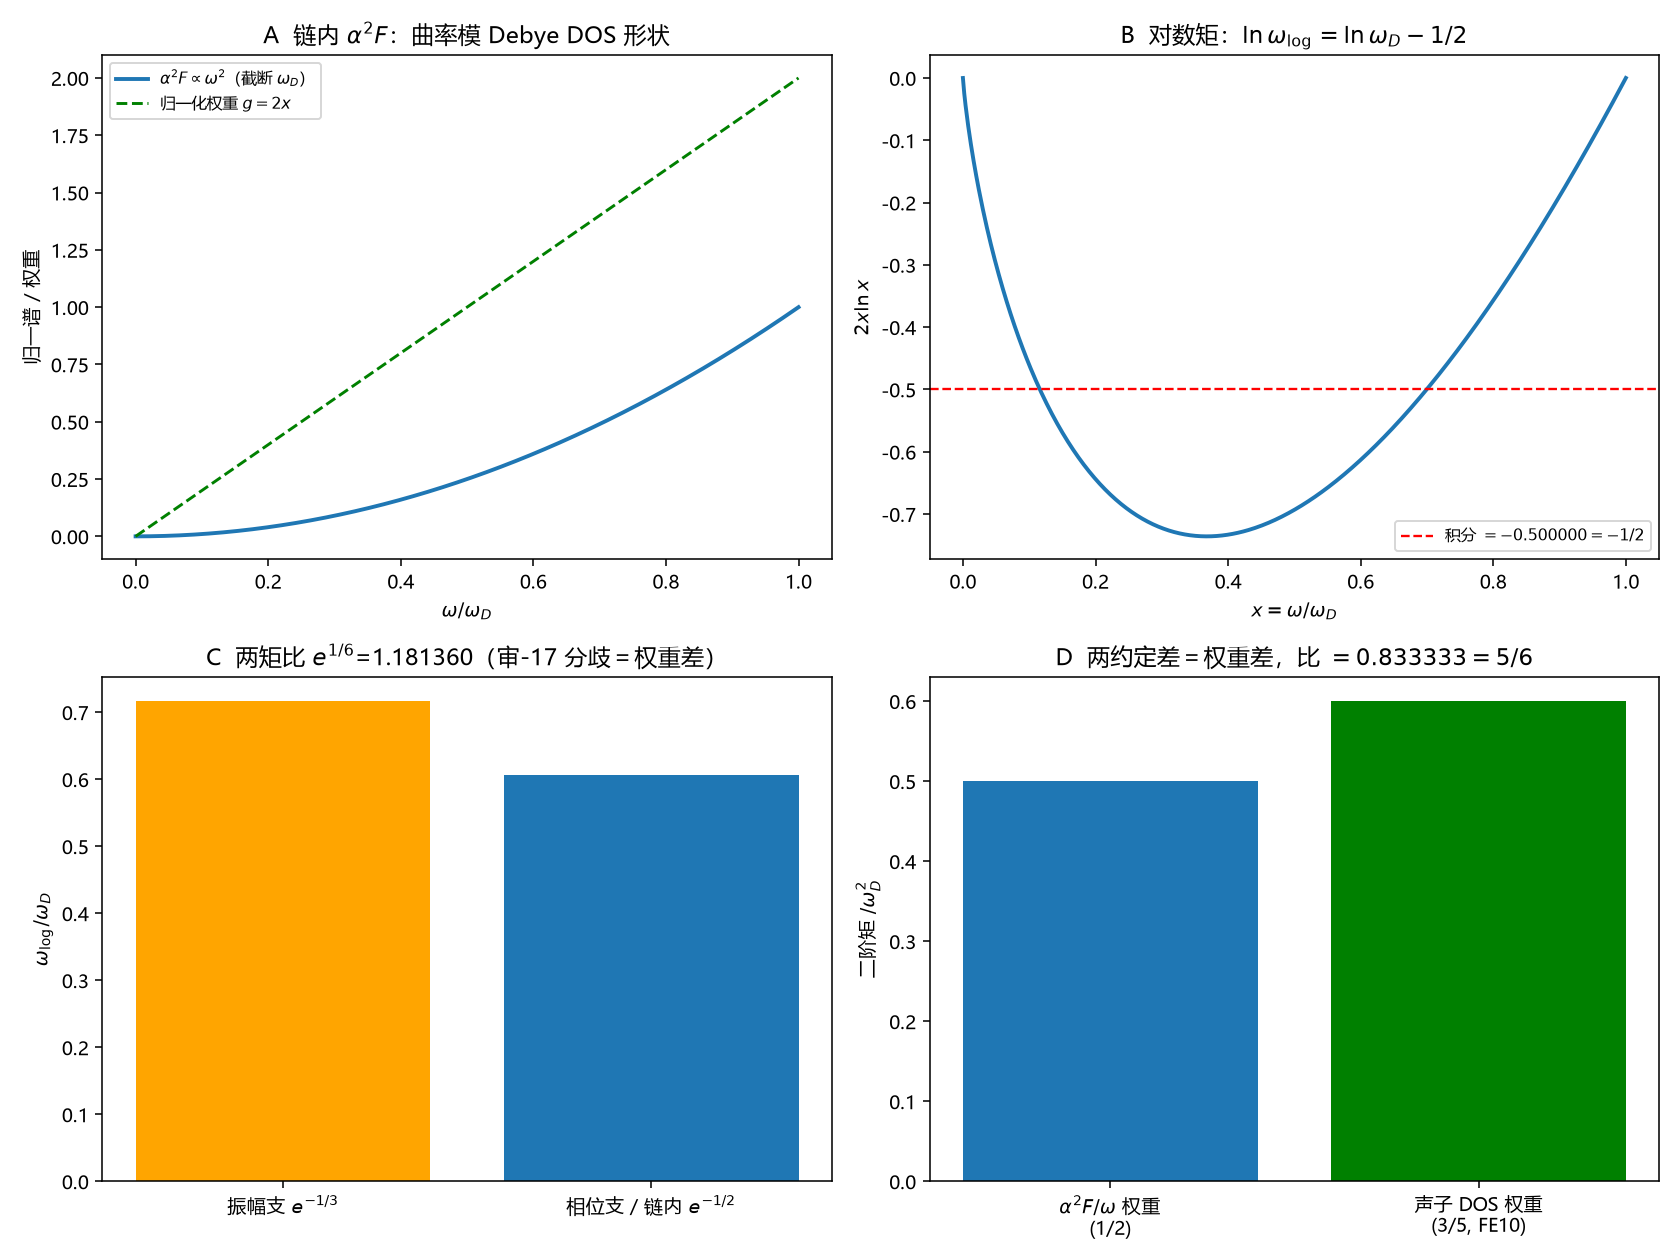 A 链内 α²F：曲率模 Debye DOS 形状
α²F ∝ ω²（截断 ω_D）
归一化权重 g = 2x
归一谱 / 权重
2.00
1.75
1.50
1.25
1.00
0.75
0.50
0.25
0.00
0.0 0.2 0.4 0.6 0.8 1.0
ω/ω_D
B 对数矩：ln ω_log = ln ω_D − 1/2
2x ln x
0.0
-0.1
-0.2
-0.3
-0.4
-0.5
-0.6
-0.7
积分 = −0.500000 = −1/2
0.0 0.2 0.4 0.6 0.8 1.0
x = ω/ω_D
C 两矩比 e^{1/6}=1.181360（审-17 分歧＝权重差）
ω_log/ω_D
0.7
0.6
0.5
0.4
0.3
0.2
0.1
0.0
振幅支 e^{−1/3}
相位支 / 链内 e^{−1/2}
D 两约定差＝权重差，比 = 0.833333 = 5/6
二阶矩 /ω_D²
0.6
0.5
0.4
0.3
0.2
0.1
0.0
α²F/ω 权重
(1/2)
声子 DOS 权重
(3/5, FE10)